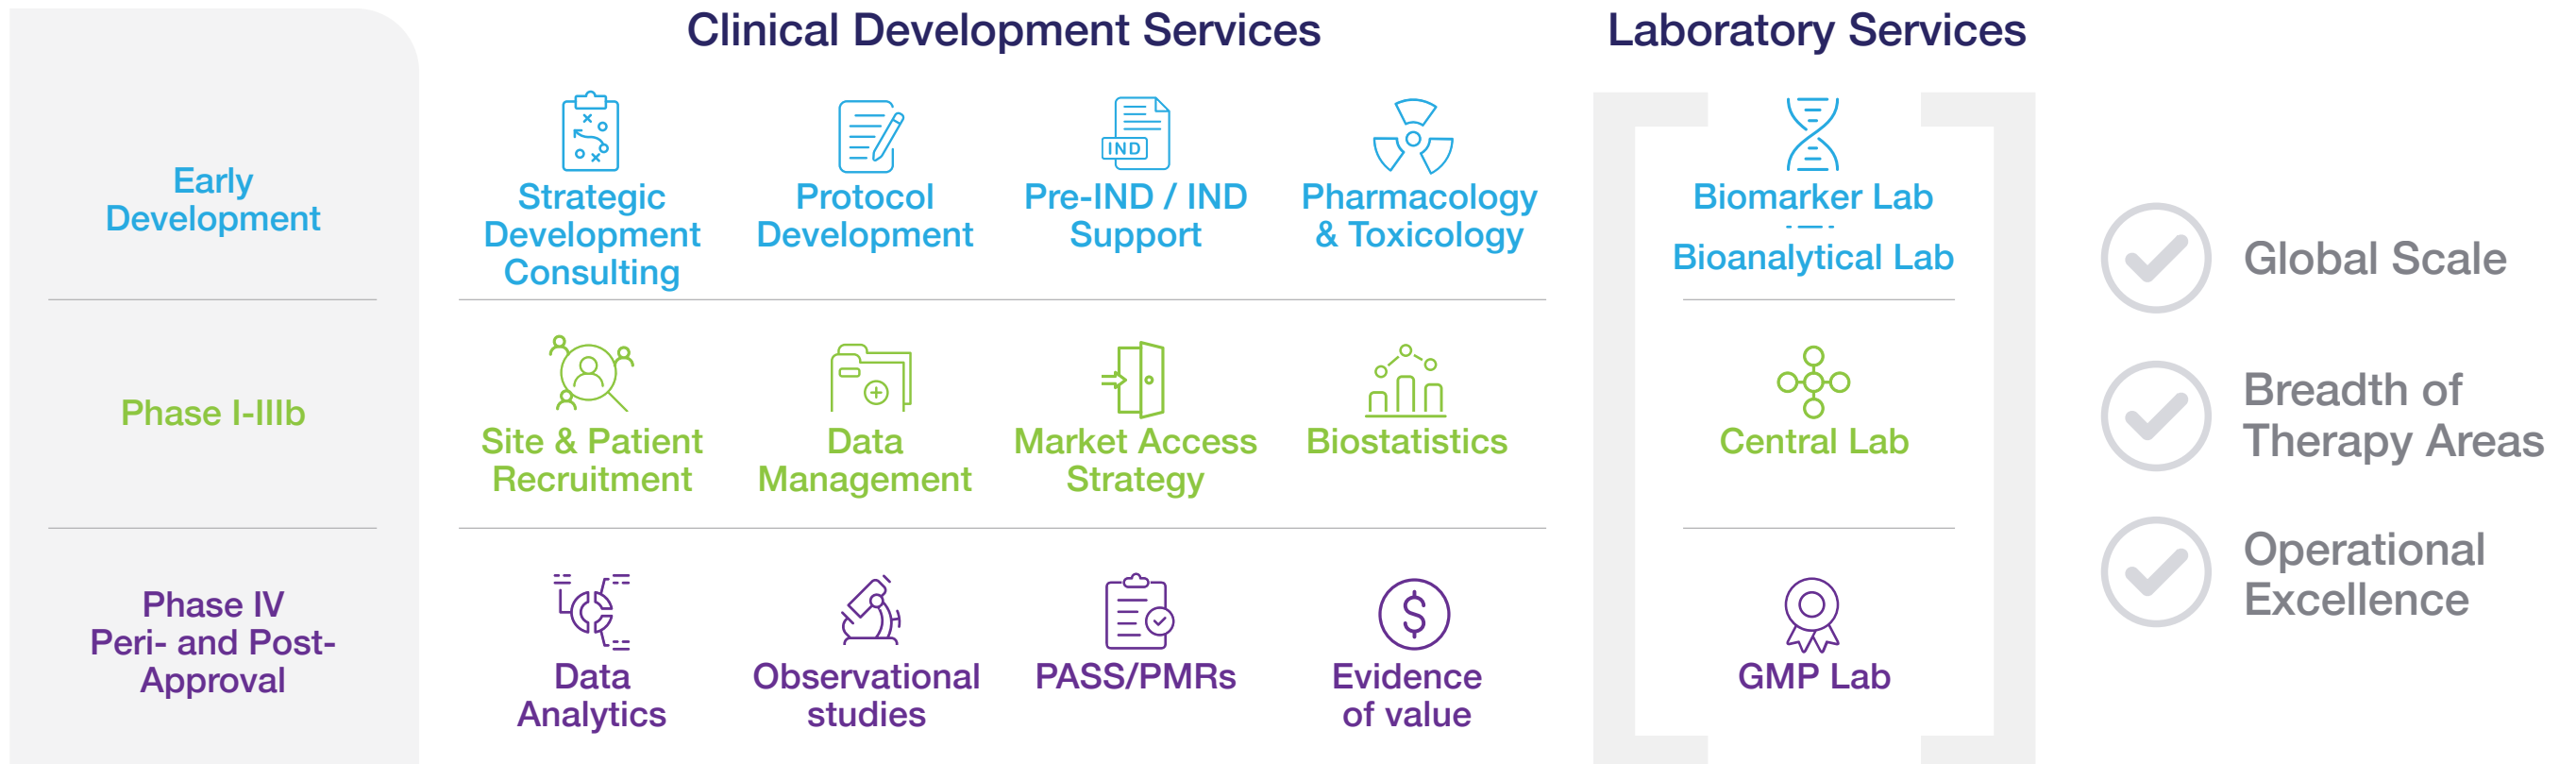 Clinical Development Services
Laboratory Services
Early
Development
IND
Strategic
Development
Consulting
Protocol
Development
Pre-IND / IND
Support
Pharmacology
& Toxicology
Biomarker Lab
Bioanalytical Lab
Phase I-IIIb
Site & Patient
Recruitment
Data
Management
Market Access
Strategy
Biostatistics
Central Lab
Phase IV
Peri- and Post-
Approval
Data
Analytics
Observational
studies
PASS/PMRs
$
Evidence
of value
GMP Lab
Global Scale
Breadth of
Therapy Areas
Operational
Excellence